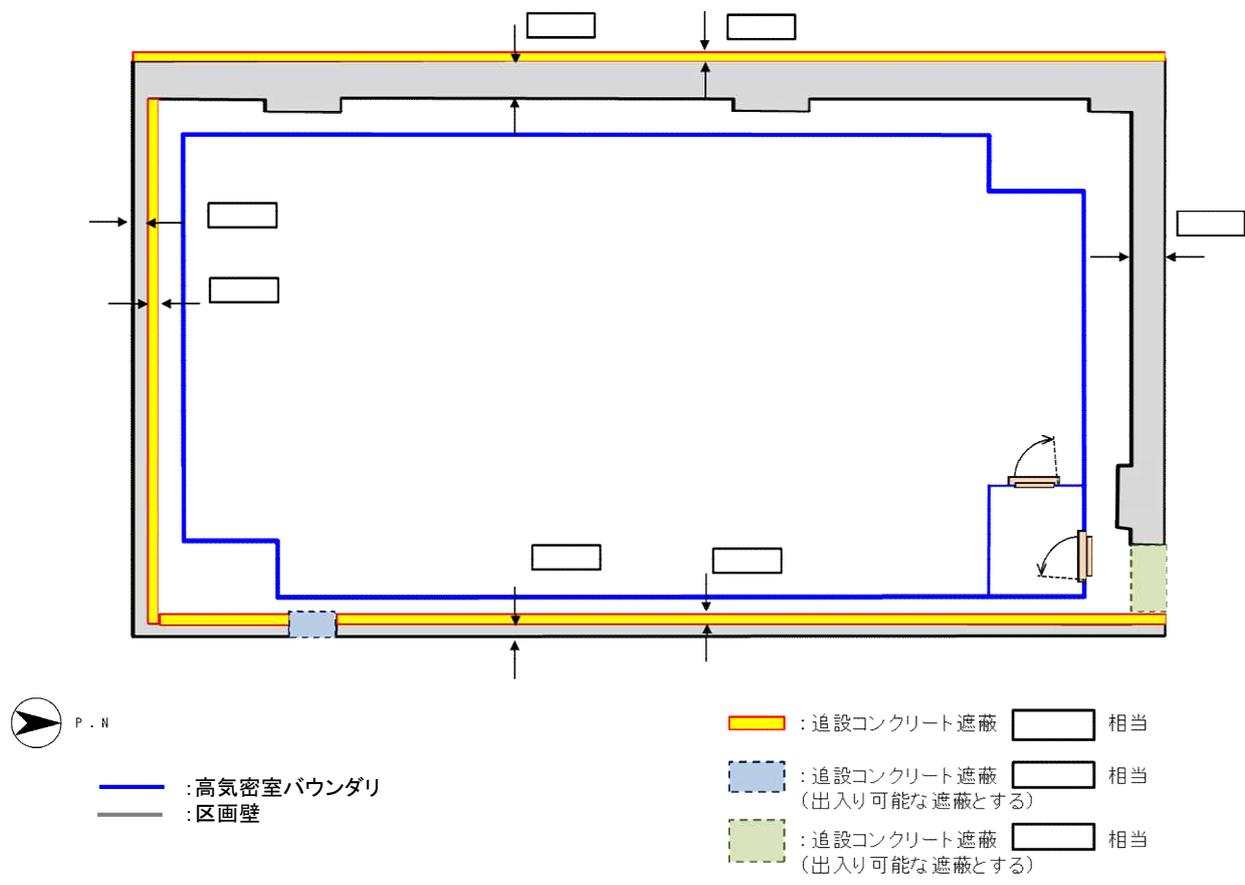 P.N
:高気密室バウンダリ
:区画壁
:追設コンクリート遮蔽 相当
:追設コンクリート遮蔽 相当
(出入り可能な遮蔽とする)
:追設コンクリート遮蔽 相当
(出入り可能な遮蔽とする)